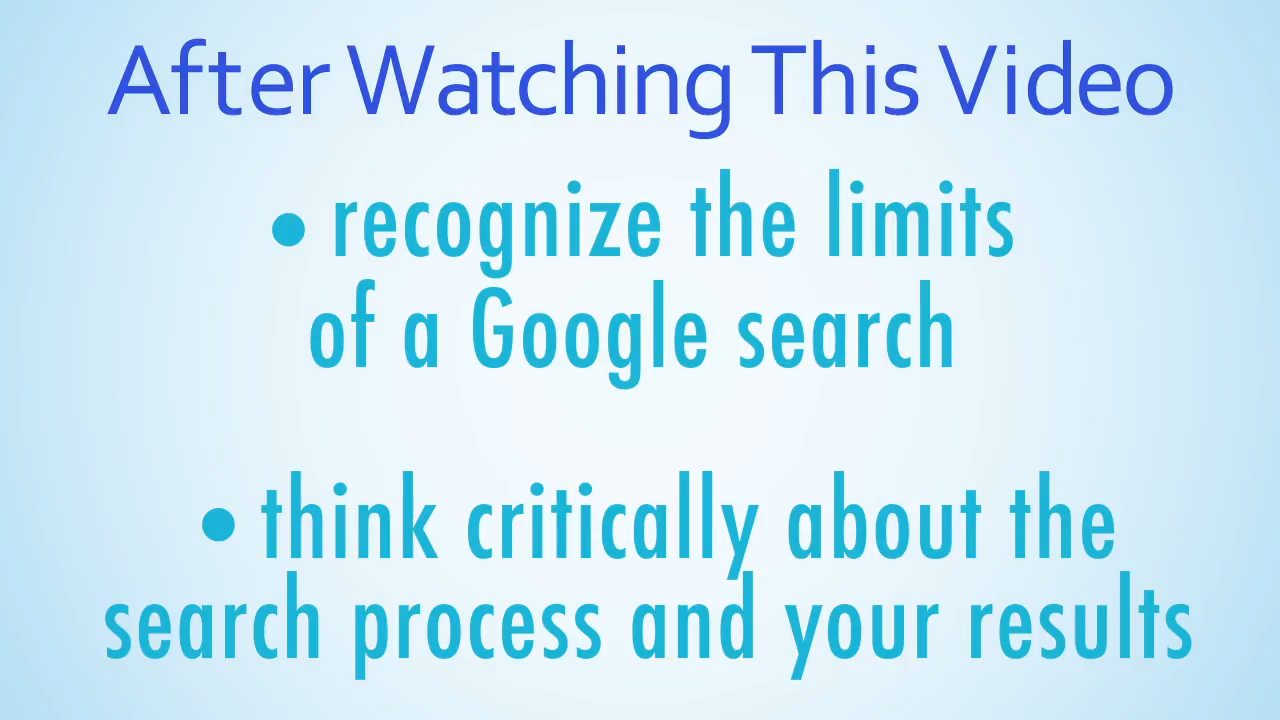 After Watching This Video
• recognize the limits
of a Google search
• think critically about the
search process and your results